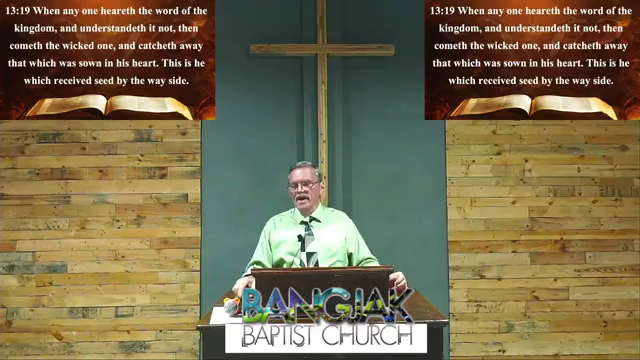 13:19 When any one heareth the word of the
kingdom, and understandeth it not, then
cometh the wicked one, and catcheth away
that which was sown in his heart. This is he
which received seed by the way side.
13:19 When any one heareth the word of the
kingdom, and understandeth it not, then
cometh the wicked one, and catcheth away
that which was sown in his heart. This is he
which received seed by the way side.
BANGJAK
BAPTIST CHURCH